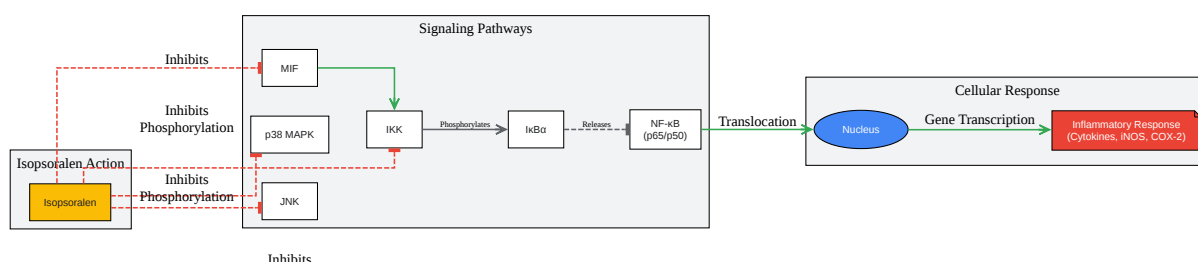 Signaling Pathways
Inhibits
MIF
Cellular Response
Inhibits
Phosphorylation
p38 MAPK
IKK
Phosphorylates
IκBα
Releases
NF-κB
(p65/p50)
Translocation
Nucleus
Gene Transcription
Inflammatory Response
(Cytokines, iNOS, COX-2)
Isopsoralen Action
Inhibits
Phosphorylation
Isopsoralen
JNK
Inhibits